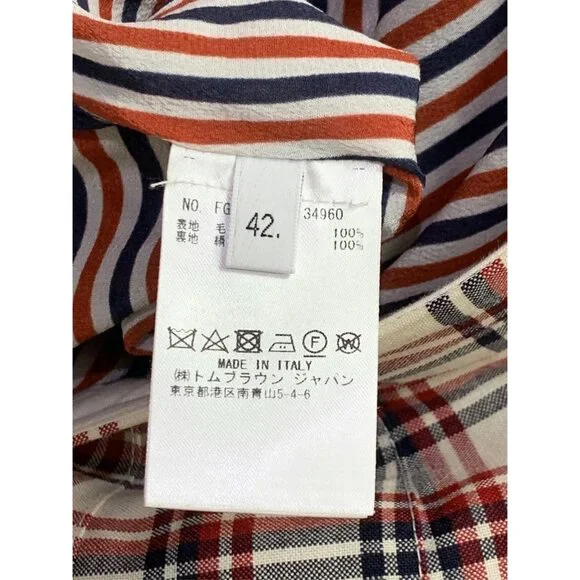 NO. FG 34960
42.
表地 毛 100%
裏地 絹 100%
F W
MADE IN ITALY
(株)トムブラウン ジャパン
東京都港区南青山5-4-6